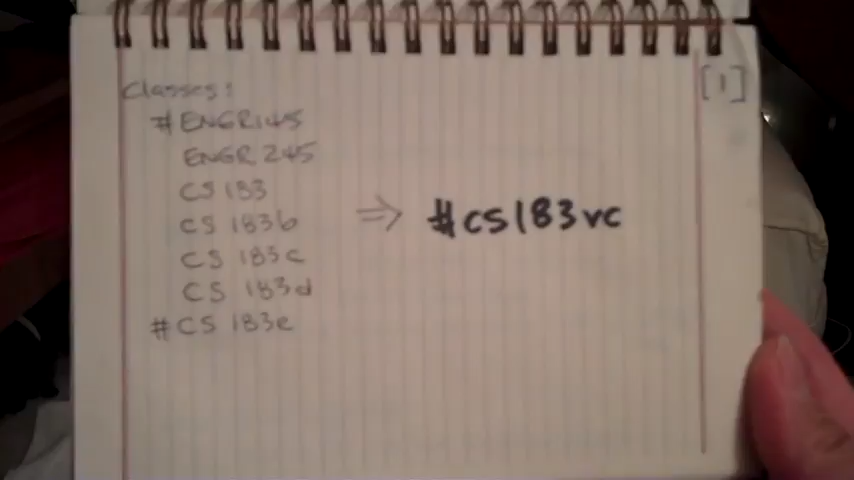 Classes:
[1]
#ENGR145
ENGR 245
CS 183
CS 183b
CS 183c
CS 183d
#CS 183e
⇒ #cs183vc